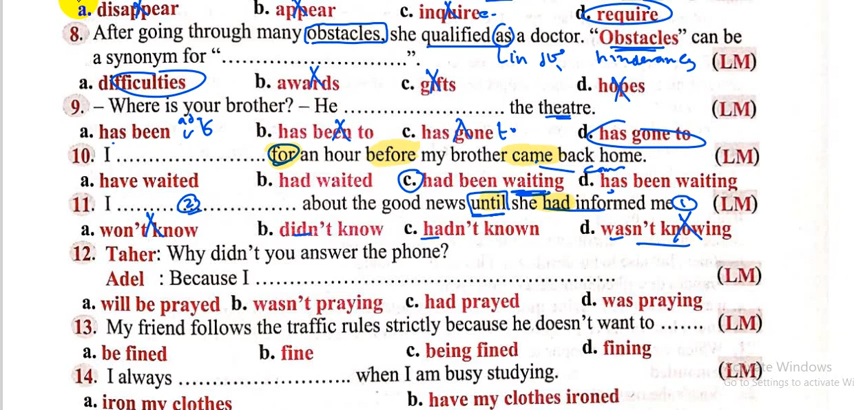 a. disappear b. appear c. inquire d. require
8. After going through many obstacles, she qualified as a doctor. “Obstacles” can be
a synonym for “..............................”. (LM)
a. difficulties b. awards c. gifts d. hopes
9. – Where is your brother? – He .............................. the theatre. (LM)
a. has been b. has been to c. has gone to d. has gone to
10. I .............................. for an hour before my brother came back home. (LM)
a. have waited b. had waited c. had been waiting d. has been waiting
11. I ........ 2 .................. about the good news until she had informed me. 1 (LM)
a. won’t know b. didn’t know c. hadn’t known d. wasn’t knowing
12. Taher: Why didn’t you answer the phone?
Adel : Because I ............................................................ (LM)
a. will be prayed b. wasn’t praying c. had prayed d. was praying
13. My friend follows the traffic rules strictly because he doesn’t want to ....... (LM)
a. be fined b. fine c. being fined d. fining
14. I always .............................. when I am busy studying. (LM)
a. iron my clothes b. have my clothes ironed
Activate Windows
Go to Settings to activate Wi